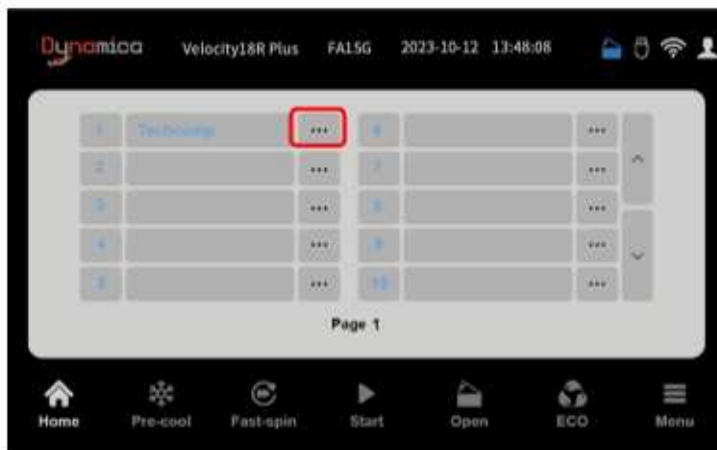 Dynamica Velocity18R Plus FA15G 2023-10-12 13:48:08
1 Techcomp ... 6 ...
2 ... 7 ...
3 ... 8 ...
4 ... 9 ...
5 ... 10 ...
Page 1
Home Pre-cool Fast-spin Start Open ECO Menu